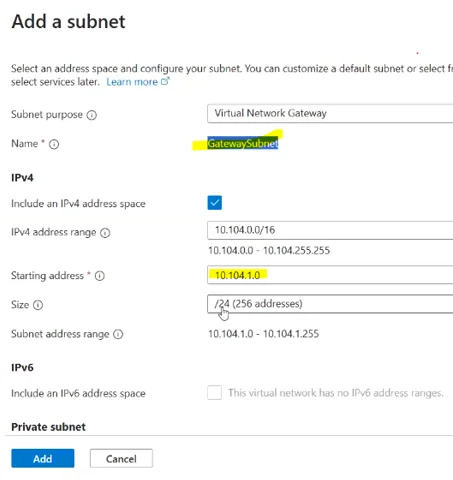 Add a subnet
Select an address space and configure your subnet. You can customize a default subnet or select
select services later. Learn more
Subnet purpose
Virtual Network Gateway
Name *
GatewaySubnet
IPv4
Include an IPv4 address space
IPv4 address range
10.104.0.0/16
10.104.0.0 - 10.104.255.255
Starting address *
10.104.1.0
Size
/24 (256 addresses)
Subnet address range
10.104.1.0 - 10.104.1.255
IPv6
Include an IPv6 address space
This virtual network has no IPv6 address ranges.
Private subnet
Add
Cancel